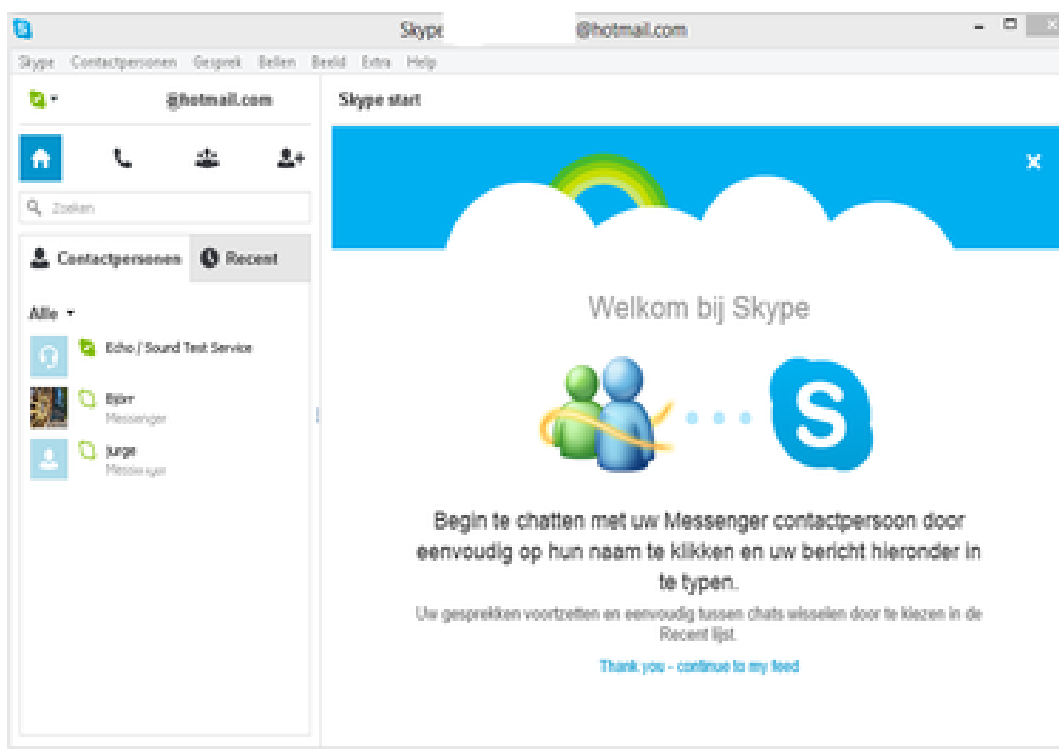 Skype @hotmail.com
Skype Contactpersonen Gesprek Bellen Beeld Extra Help
@hotmail.com
Skype start
Zoeken
Contactpersonen Recent
Alle
Echo / Sound Test Service
Messenger
Jurge
Messenger
Welkom bij Skype
S
Begin te chatten met uw Messenger contactpersoon door
eenvoudig op hun naam te klikken en uw bericht hieronder in
te typen.
Uw gesprekken voortzetten en eenvoudig tussen chats wisselen door te kiezen in de
Recent lijst.
Thank you - continue to my feed